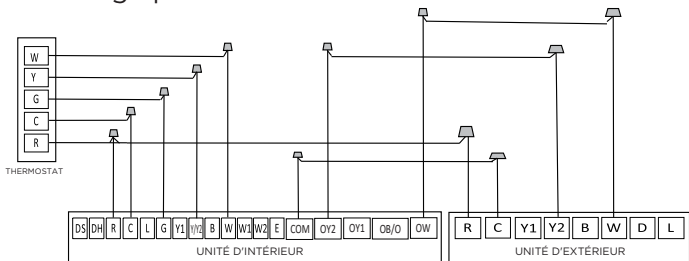 W
Y
G
C
R
THERMOSTAT
DS DH R C L G Y1 Y/Y2 B W W1 W2 E COM OY2 OY1 OB/O OW
UNITÉ D'INTÉRIEUR
R C Y1 Y2 B W D L
UNITÉ D'EXTÉRIEUR